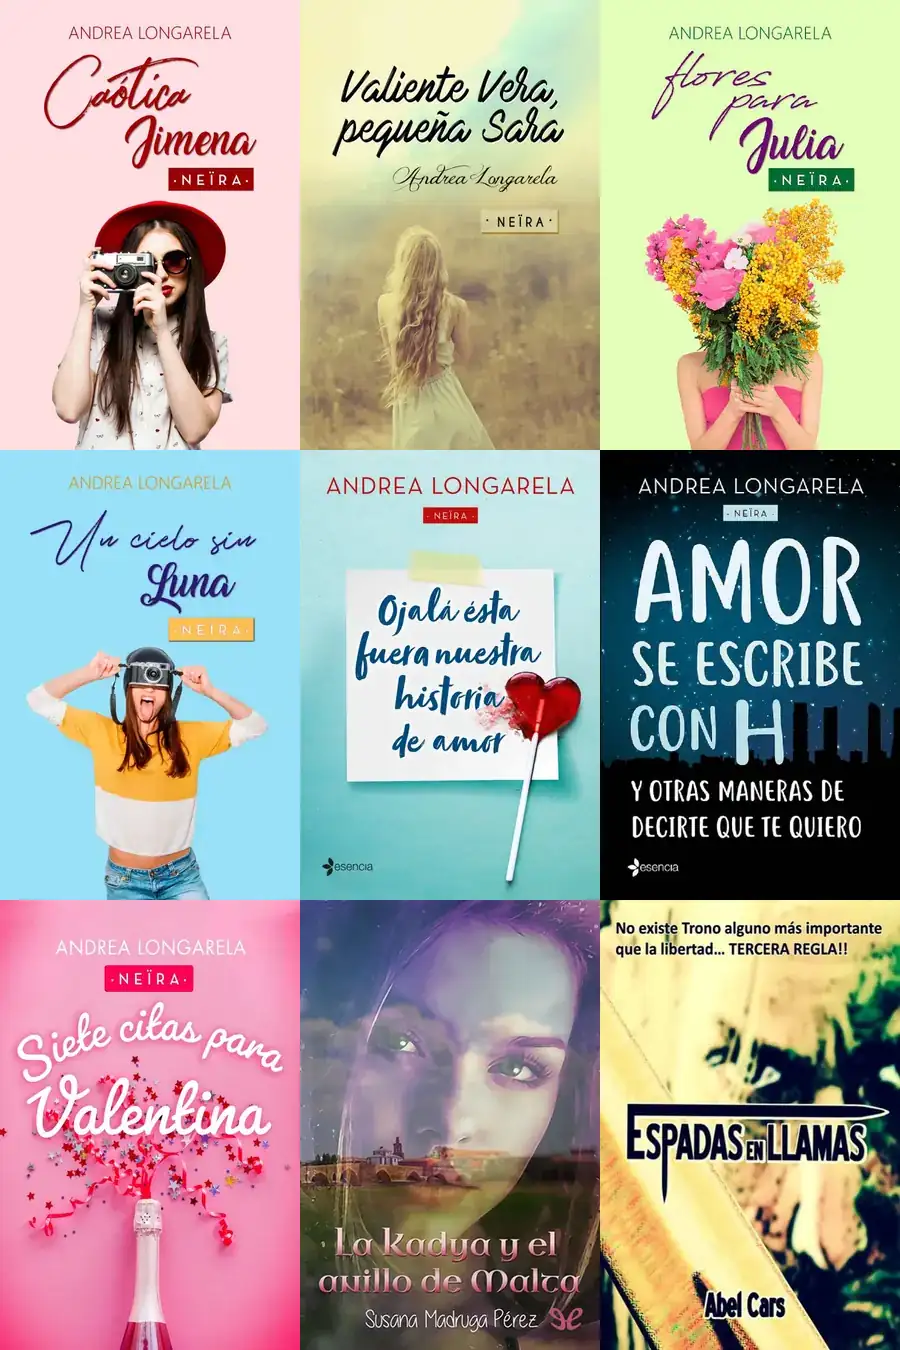 ANDREA LONGARELA
Caótica
Jimena
·NEÏRA·
Valiente Vera,
pequeña Sara
Andrea Longarela
· NEÏRA ·
ANDREA LONGARELA
flores
para
Julia
·NEÏRA·
ANDREA LONGARELA
Un cielo sin
Luna
·NEÏRA·
ANDREA LONGARELA
· NEÏRA ·
Ojalá ésta
fuera nuestra
historia
de amor
esencia
ANDREA LONGARELA
· NEÏRA ·
AMOR
SE ESCRIBE
CON H
Y OTRAS MANERAS DE
DECIRTE QUE TE QUIERO
esencia
ANDREA LONGARELA
·NEÏRA·
Siete citas para
Valentina
La Kadya y el
anillo de Malta
Susana Madruga Pérez
No existe Trono alguno más importante
que la libertad... TERCERA REGLA!!
ESPADAS EN LLAMAS
Abel Cars